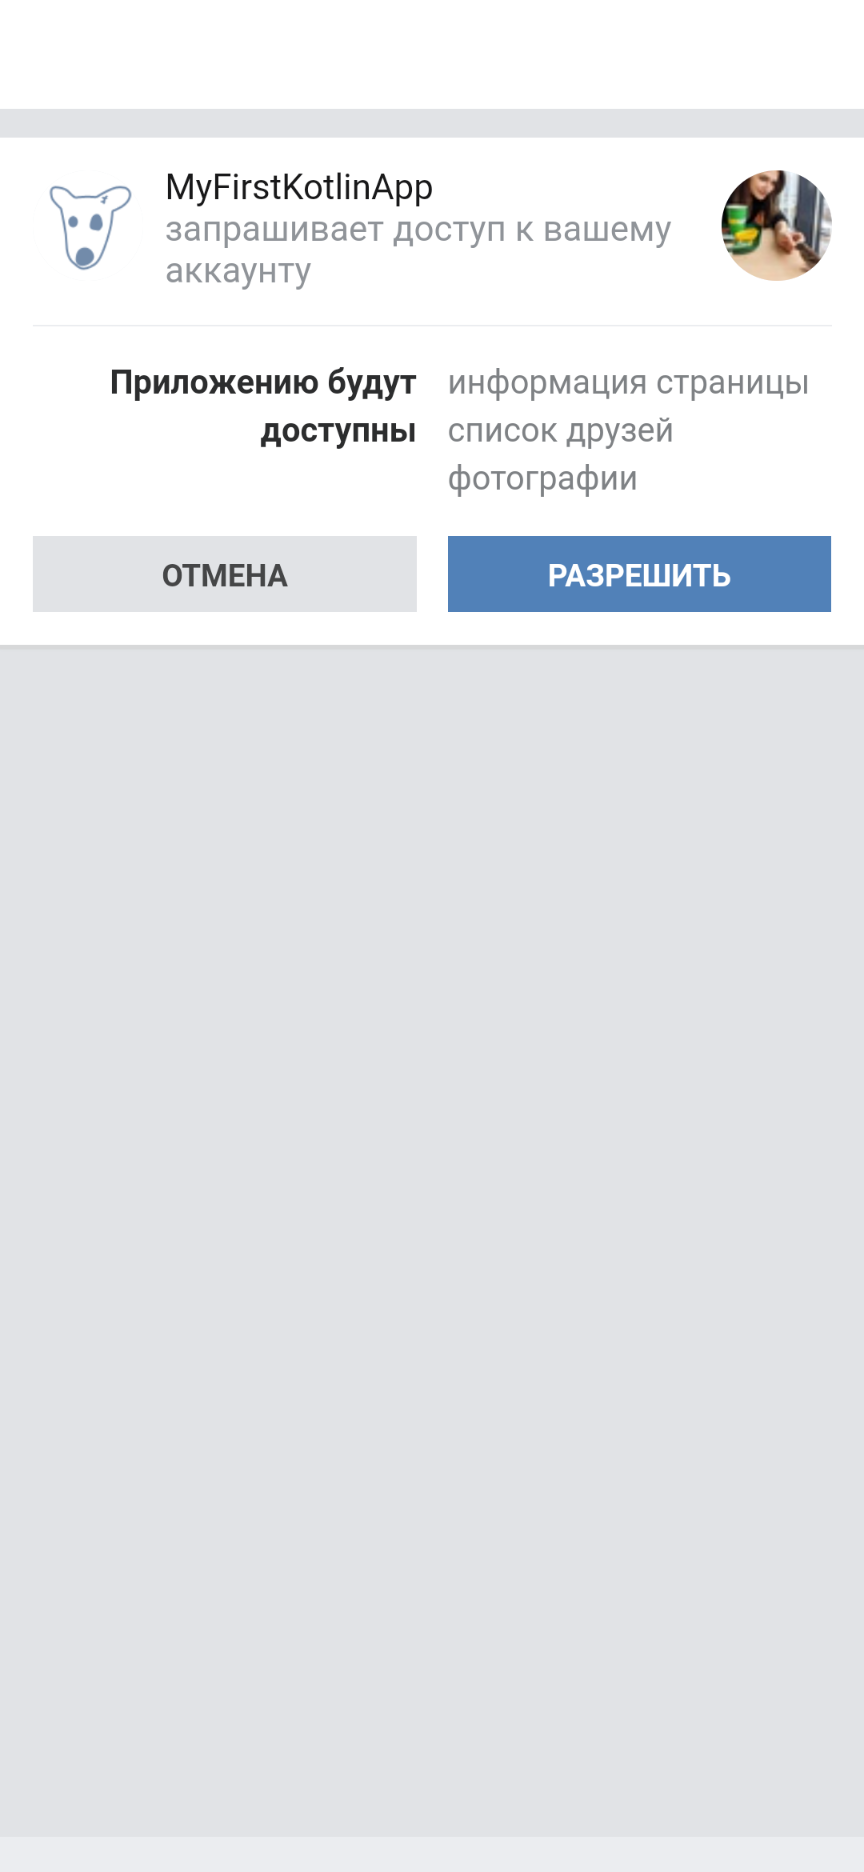 MyFirstKotlinApp
запрашивает доступ к вашему
аккаунту
Приложению будут
доступны
информация страницы
список друзей
фотографии
ОТМЕНА
РАЗРЕШИТЬ